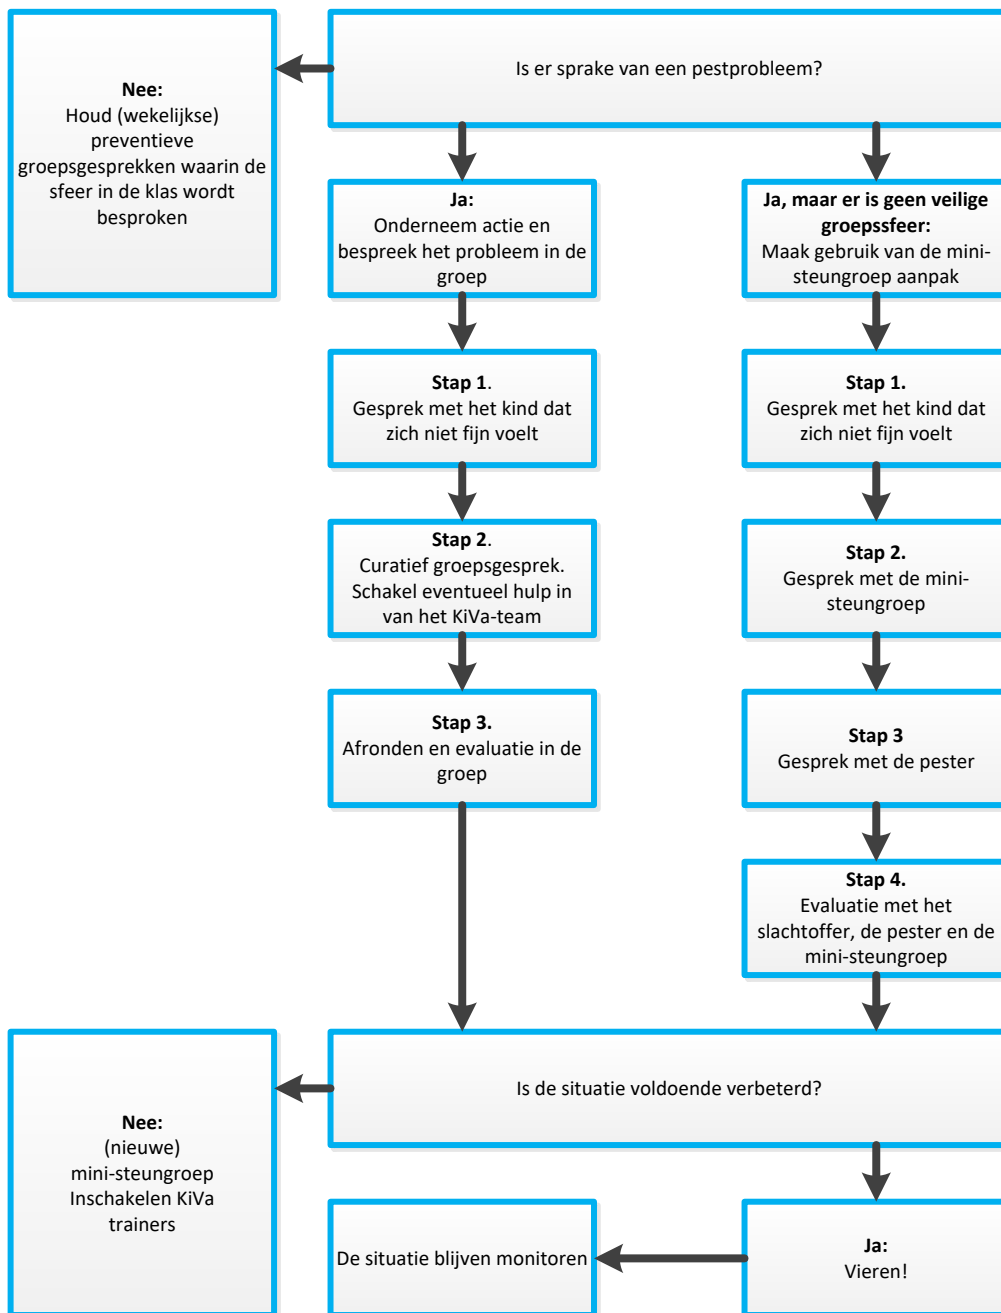 Is er sprake van een pestprobleem?
Nee:
Houd (wekelijkse)
preventieve
groepsgesprekken waarin de
sfeer in de klas wordt
besproken
Ja:
Onderneem actie en
bespreek het probleem in de
groep
Ja, maar er is geen veilige
groepssfeer:
Maak gebruik van de mini-
steungroep aanpak
Stap 1.
Gesprek met het kind dat
zich niet fijn voelt
Stap 1.
Gesprek met het kind dat
zich niet fijn voelt
Stap 2.
Curatief groepsgesprek.
Schakel eventueel hulp in
van het KiVa-team
Stap 2.
Gesprek met de mini-
steungroep
Stap 3.
Afronden en evaluatie in de
groep
Stap 3
Gesprek met de pester
Stap 4.
Evaluatie met het
slachtoffer, de pester en de
mini-steungroep
Is de situatie voldoende verbeterd?
Nee:
(nieuwe)
mini-steungroep
Inschakelen KiVa
trainers
De situatie blijven monitoren
Ja:
Vieren!